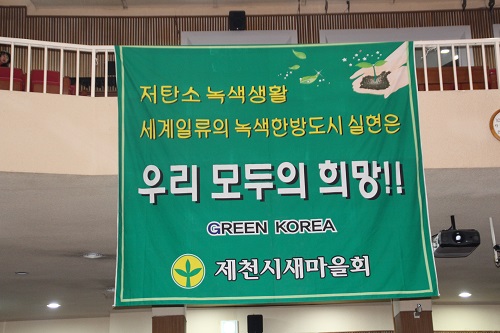 저탄소 녹색생활
세계일류의 녹색한방도시 실현은
우리 모두의 희망!!
GREEN KOREA
제천시새마을회